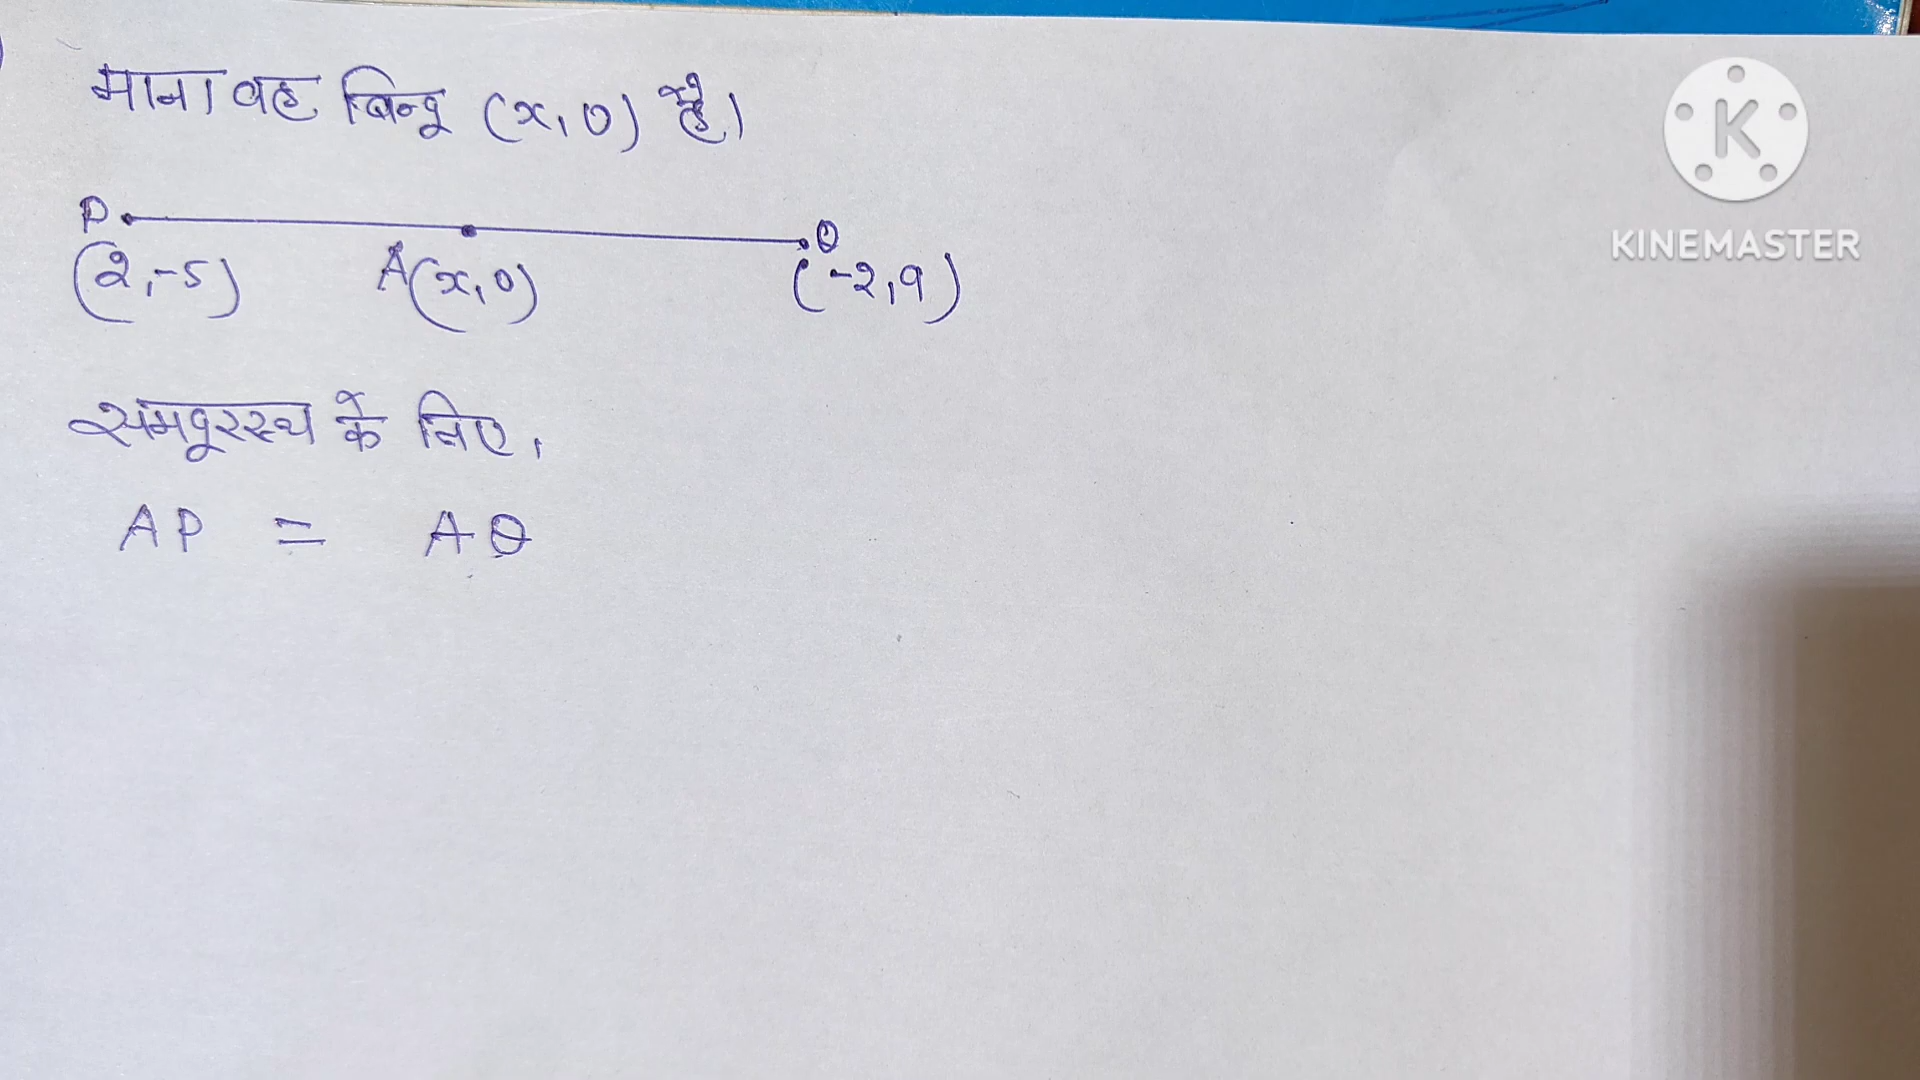 माना वह बिन्दू (x, 0) है।
K
KINEMASTER
P Q
(2, -5) A(x, 0) (-2, 9)
समदूरस्थ के लिए,
AP = AQ